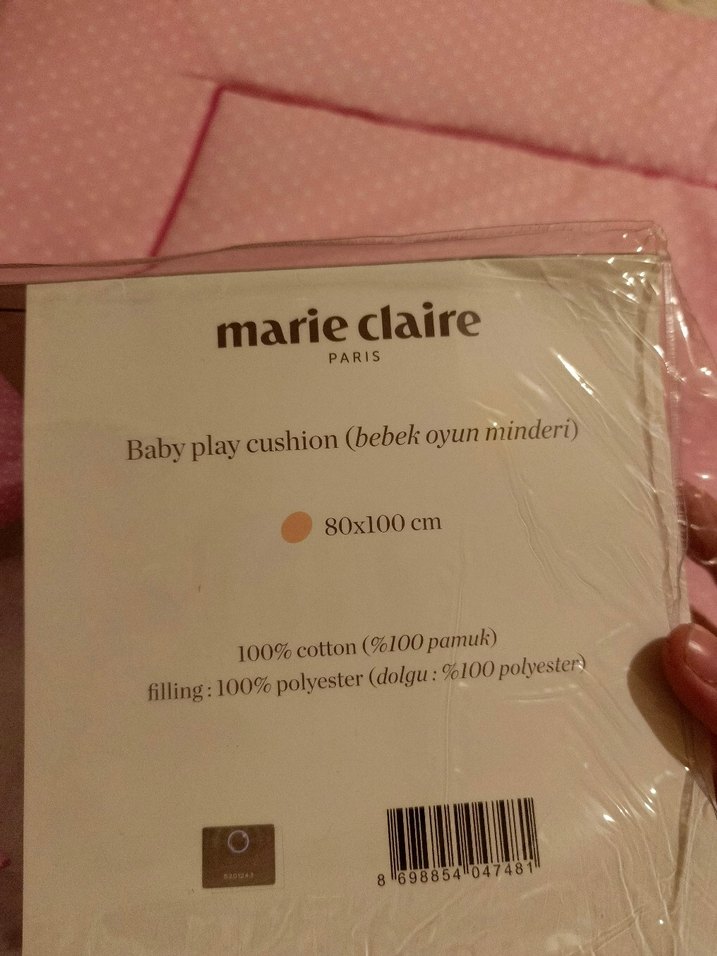 marie claire
PARIS
Baby play cushion (bebek oyun minderi)
80x100 cm
100% cotton (%100 pamuk)
filling : 100% polyester (dolgu : %100 polyester)
8 698854 047481